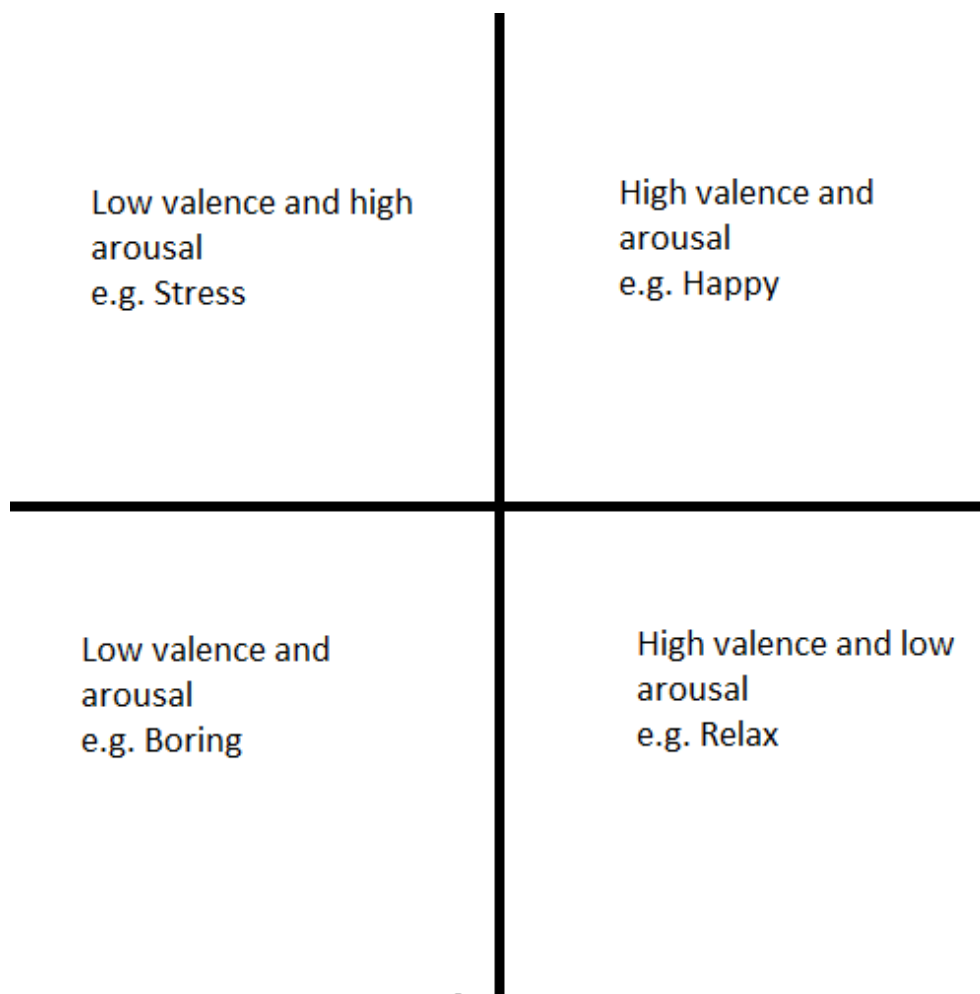 Low valence and high
arousal
e.g. Stress
High valence and
arousal
e.g. Happy
Low valence and
arousal
e.g. Boring
High valence and low
arousal
e.g. Relax